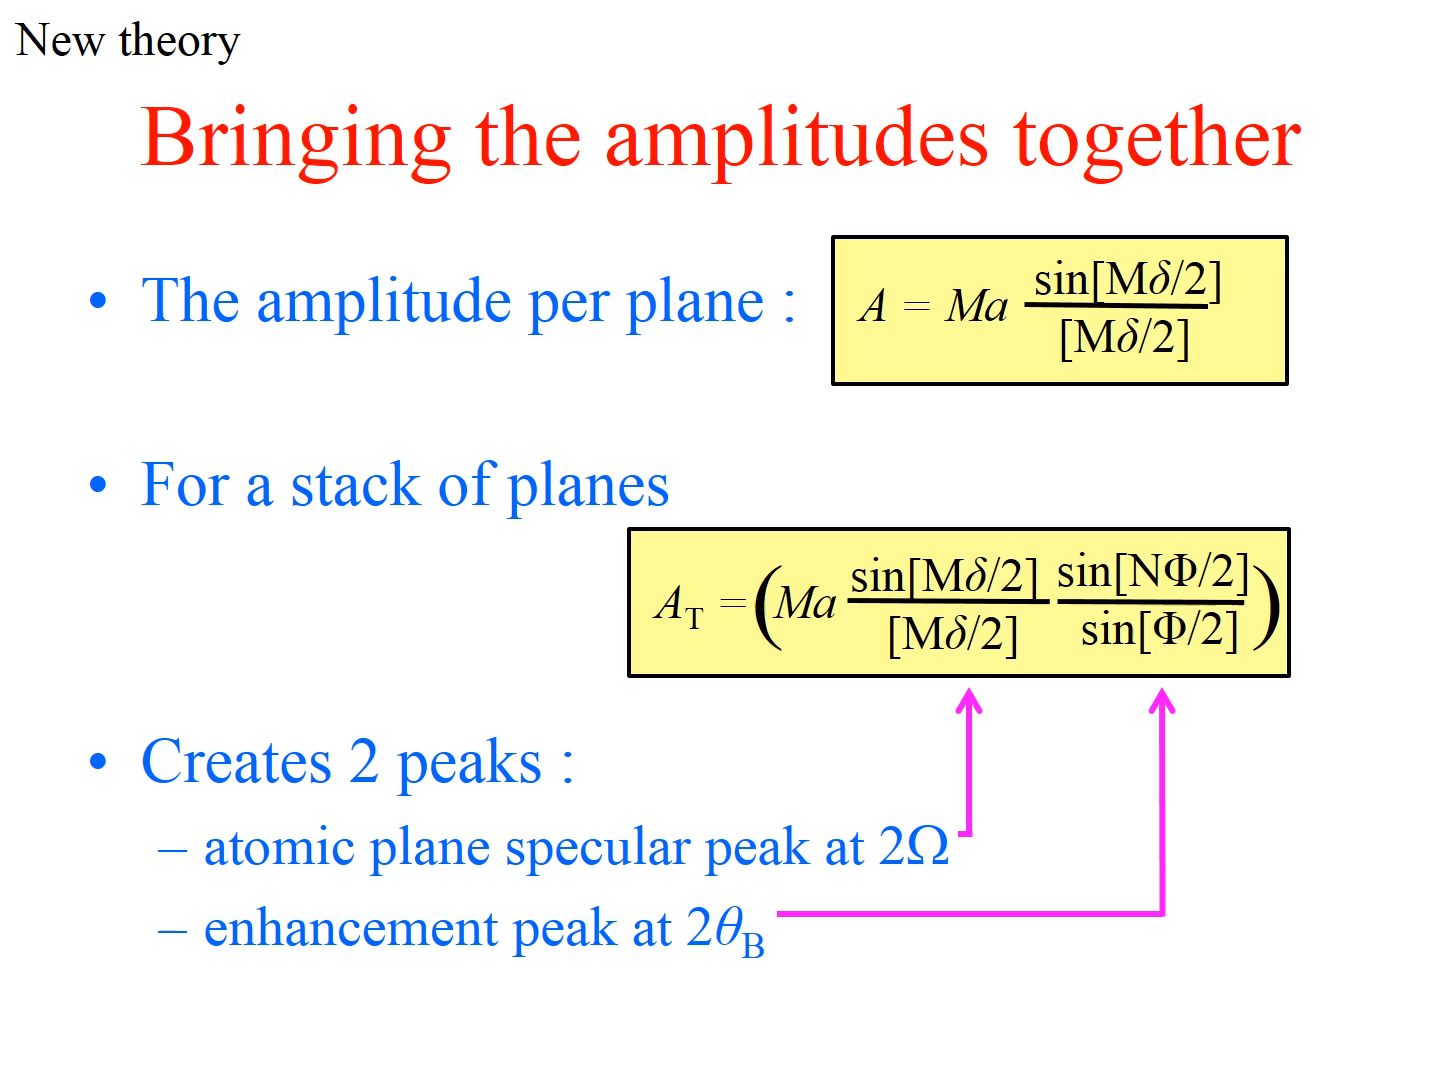 New theory
Bringing the amplitudes together
• The amplitude per plane :
A = Ma sin[Mδ/2] / [Mδ/2]
• For a stack of planes
A_T = (Ma sin[Mδ/2] / [Mδ/2] sin[NΦ/2] / sin[Φ/2])
• Creates 2 peaks :
– atomic plane specular peak at 2Ω
– enhancement peak at 2θ_B